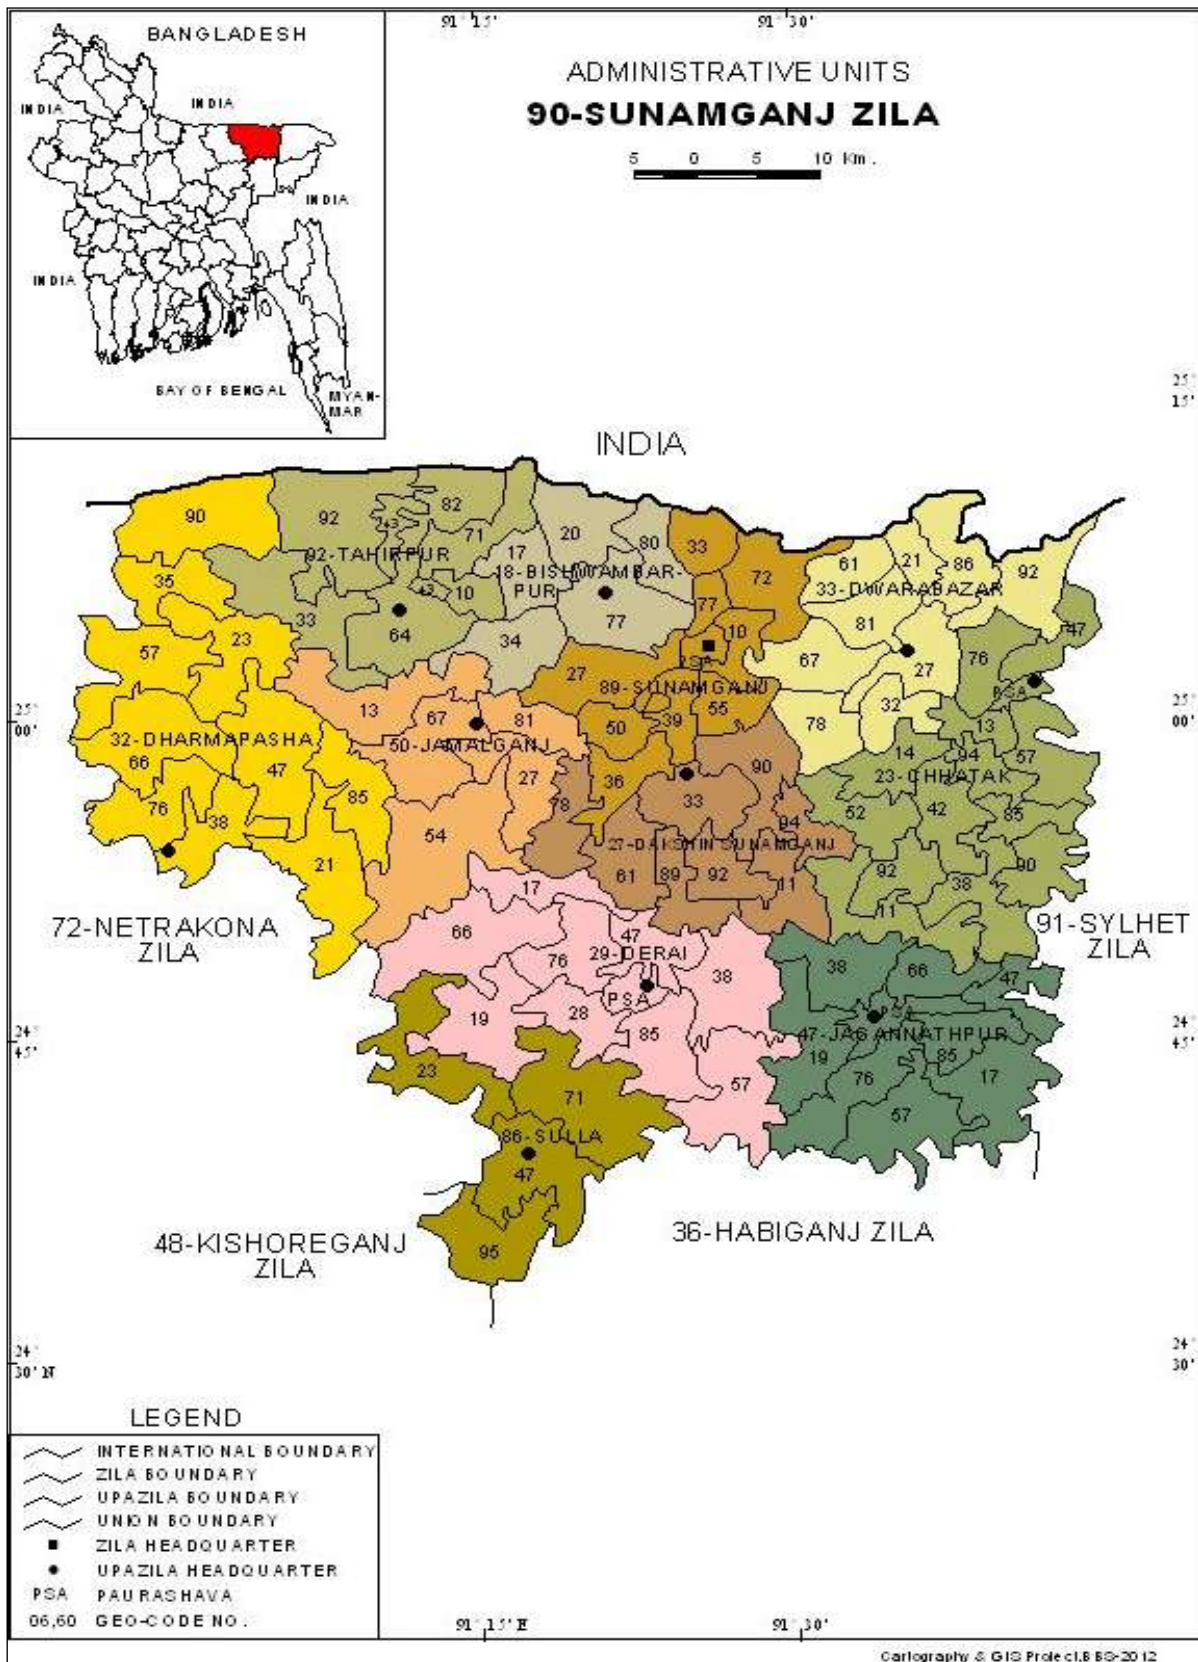 91° 15'
91° 30'
BANGLADESH
INDIA
INDIA
INDIA
INDIA
BAY OF BENGAL
MYAN-
MAR
ADMINISTRATIVE UNITS
90-SUNAMGANJ ZILA
5 0 5 10 Km.
25°
15'
INDIA
90
92
82
43
71
92-TAHIRPUR
43
10
33
64
35
23
57
32-DHARMAPASHA
66
47
76
38
85
21
20
17
80
18-BISHWAMBAR-
PUR
77
34
33
72
77
10
PSA
27
89-SUNAMGANJ
39
55
50
36
61
21
86
92
33-DWARABAZAR
81
67
27
32
78
47
76
PSA
13
14
94
57
23-CHHATAK
52
42
85
92
38
90
11
13
67
81
50-JAMALGANJ
27
54
78
90
33
94
27-DAKSHIN SUNAMGANJ
61
89
92
11
25°
00'
25°
00'
72-NETRAKONA
ZILA
91-SYLHET
ZILA
17
66
47
29-DERAI
76
38
PSA
19
28
85
57
38
66
47
PSA
47-JAGANNATHPUR
19
85
76
17
57
24°
45'
24°
45'
23
71
86-SULLA
47
95
48-KISHOREGANJ
ZILA
36-HABIGANJ ZILA
24°
30' N
24°
30'
LEGEND
INTERNATIONAL BOUNDARY
ZILA BOUNDARY
UPAZILA BOUNDARY
UNION BOUNDARY
ZILA HEADQUARTER
UPAZILA HEADQUARTER
PSA PAURASHAVA
06,60 GEO-CODE NO.
91° 15' E
91° 30'
Cartography & GIS Project,BBS-2012